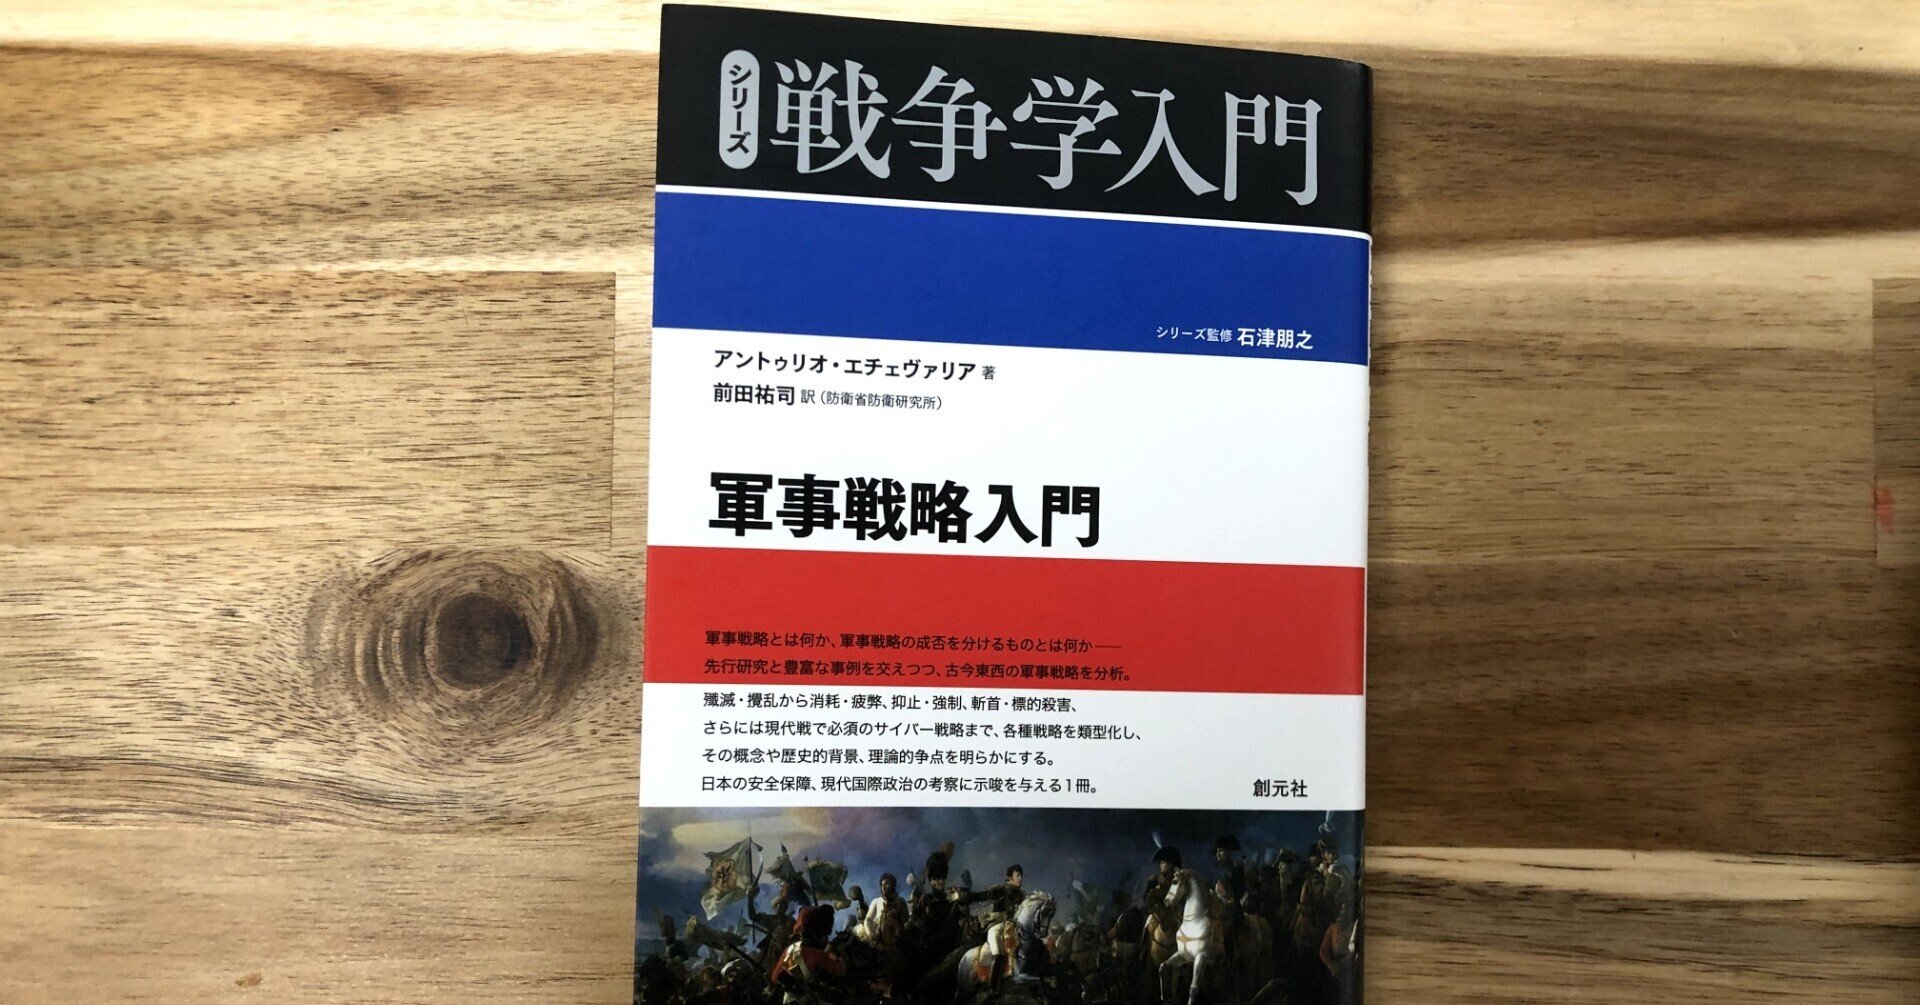 シリーズ 戦争学入門
シリーズ監修 石津朋之
アントゥリオ・エチェヴァリア 著
前田祐司 訳（防衛省防衛研究所）
軍事戦略入門
軍事戦略とは何か、軍事戦略の成否を分けるものとは何か――
先行研究と豊富な事例を交えつつ、古今東西の軍事戦略を分析。
殲滅・攪乱から消耗・疲弊、抑止・強制、斬首・標的殺害、
さらには現代戦で必須のサイバー戦略まで、各種戦略を類型化し、
その概念や歴史的背景、理論的争点を明らかにする。
日本の安全保障、現代国際政治の考察に示唆を与える1冊。
創元社